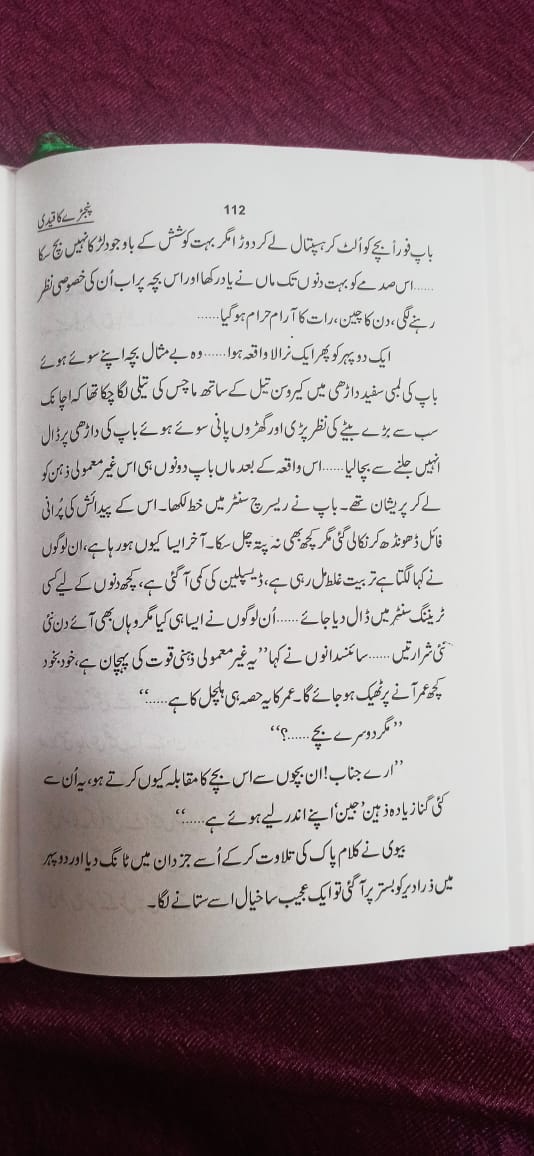 پنجڑے کا قیدی 112
باپ فوراً بچے کو اُلٹ کر ہسپتال لے کر دوڑا مگر بہت کوشش کے باوجود لڑکا نہیں بچ سکا
......اس صدمے کو بہت دنوں تک ماں نے یاد رکھا اور اس بچہ پر اب اُن کی خصوصی نظر
رہنے لگی، دن کا چین، رات کا آرام حرام ہو گیا......
ایک دوپہر کو پھر ایک نرالا واقعہ ہوا......وہ بے مثال بچہ اپنے سوئے ہوئے
باپ کی لمبی سفید داڑھی میں کیروسن تیل کے ساتھ ماچس کی تیلی لگا چکا تھا کہ اچانک
سب سے بڑے بیٹے کی نظر پڑی اور گھڑوں پانی سوئے ہوئے باپ کی داڑھی پر ڈال
انہیں جلنے سے بچا لیا......اس واقعہ کے بعد ماں باپ دونوں ہی اس غیر معمولی ذہن کو
لے کر پریشان تھے۔ باپ نے ریسرچ سنٹر میں خط لکھا۔ اس کے پیدائش کی پُرانی
فائل ڈھونڈھ کر نکالی گئی مگر کچھ بھی نہ پتہ چل سکا۔ آخر ایسا کیوں ہو رہا ہے، ان لوگوں
نے کہا لگتا ہے تربیت غلط مل رہی ہے، ڈیسپلین کی کمی آ گئی ہے، کچھ دنوں کے لیے کسی
ٹریننگ سنٹر میں ڈال دیا جائے......اُن لوگوں نے ایسا ہی کیا مگر وہاں بھی آئے دن نئی
نئی شرارتیں......سائنسدانوں نے کہا ’’یہ غیر معمولی ذہنی قوت کی پہچان ہے، خود بخود
کچھ عمر آنے پر ٹھیک ہو جائے گا۔ عمر کا یہ حصہ ہی ہلچل کا ہے......‘‘
’’مگر دوسرے بچے......؟‘‘
’’ارے جناب! ان بچوں سے اس بچے کا مقابلہ کیوں کرتے ہو، یہ اُن سے
کئی گنا زیادہ ذہین ’جین‘ اپنے اندر لیے ہوئے ہے......‘‘
بیوی نے کلام پاک کی تلاوت کر کے اُسے جزدان میں ٹانگ دیا اور دوپہر
میں ذرا دیر کو بستر پر آ گئی تو ایک عجیب سا خیال اسے ستانے لگا۔